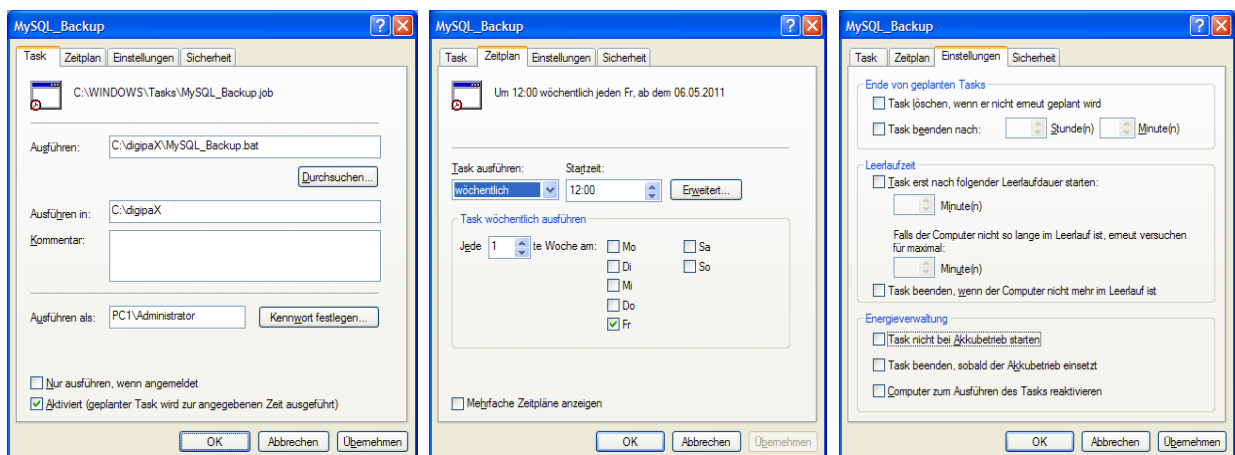 MySQL_Backup
Task Zeitplan Einstellungen Sicherheit
C:\WINDOWS\Tasks\MySQL_Backup.job
Ausführen: C:\digipaX\MySQL_Backup.bat
Durchsuchen...
Ausführen in: C:\digipaX
Kommentar:
Ausführen als: PC1\Administrator Kennwort festlegen...
Nur ausführen, wenn angemeldet
Aktiviert (geplanter Task wird zur angegebenen Zeit ausgeführt)
OK Abbrechen Übernehmen
MySQL_Backup
Task Zeitplan Einstellungen Sicherheit
Um 12:00 wöchentlich jeden Fr, ab dem 06.05.2011
Task ausführen: Startzeit:
wöchentlich 12:00 Erweitert...
Task wöchentlich ausführen
Jede 1 te Woche am: Mo Sa
Di So
Mi
Do
Fr
Mehrfache Zeitpläne anzeigen
OK Abbrechen Übernehmen
MySQL_Backup
Task Zeitplan Einstellungen Sicherheit
Ende von geplanten Tasks
Task löschen, wenn er nicht erneut geplant wird
Task beenden nach: Stunde(n) Minute(n)
Leerlaufzeit
Task erst nach folgender Leerlaufdauer starten:
Minute(n)
Falls der Computer nicht so lange im Leerlauf ist, erneut versuchen
für maximal:
Minute(n)
Task beenden, wenn der Computer nicht mehr im Leerlauf ist
Energieverwaltung
Task nicht bei Akkubetrieb starten
Task beenden, sobald der Akkubetrieb einsetzt
Computer zum Ausführen des Tasks reaktivieren
OK Abbrechen Übernehmen